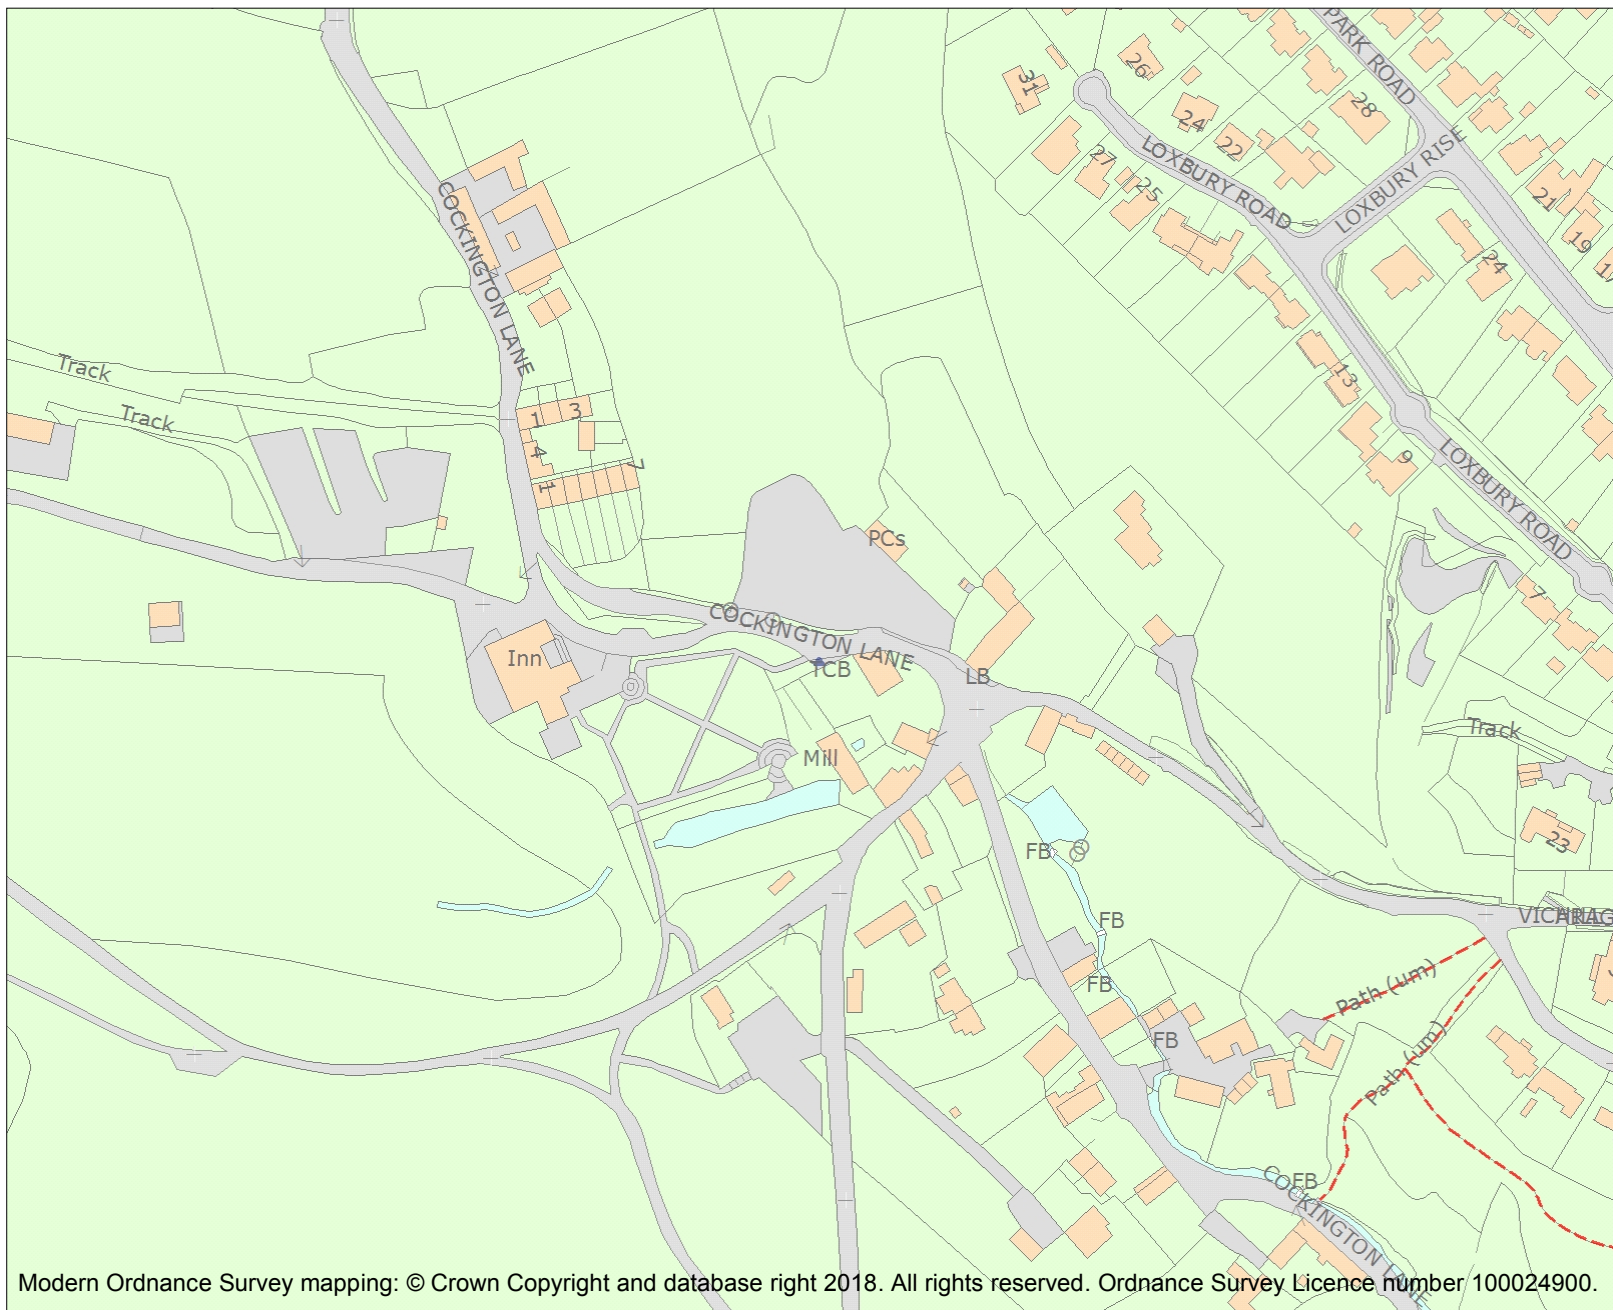 PARK ROAD
31
26
24
22
28
LOXBURY RISE
LOXBURY ROAD
27
25
21
19
24
COCKINGTON LANE
Track
Track
1
3
4
7
1
13
9
LOXBURY ROAD
PCs
7
COCKINGTON LANE
Inn
TCB
LB
Track
Mill
23
FB
FB
FB
FB
FB
Path (um)
Path (um)
COCKINGTON LANE
Modern Ordnance Survey mapping: © Crown Copyright and database right 2018. All rights reserved. Ordnance Survey Licence number 100024900.